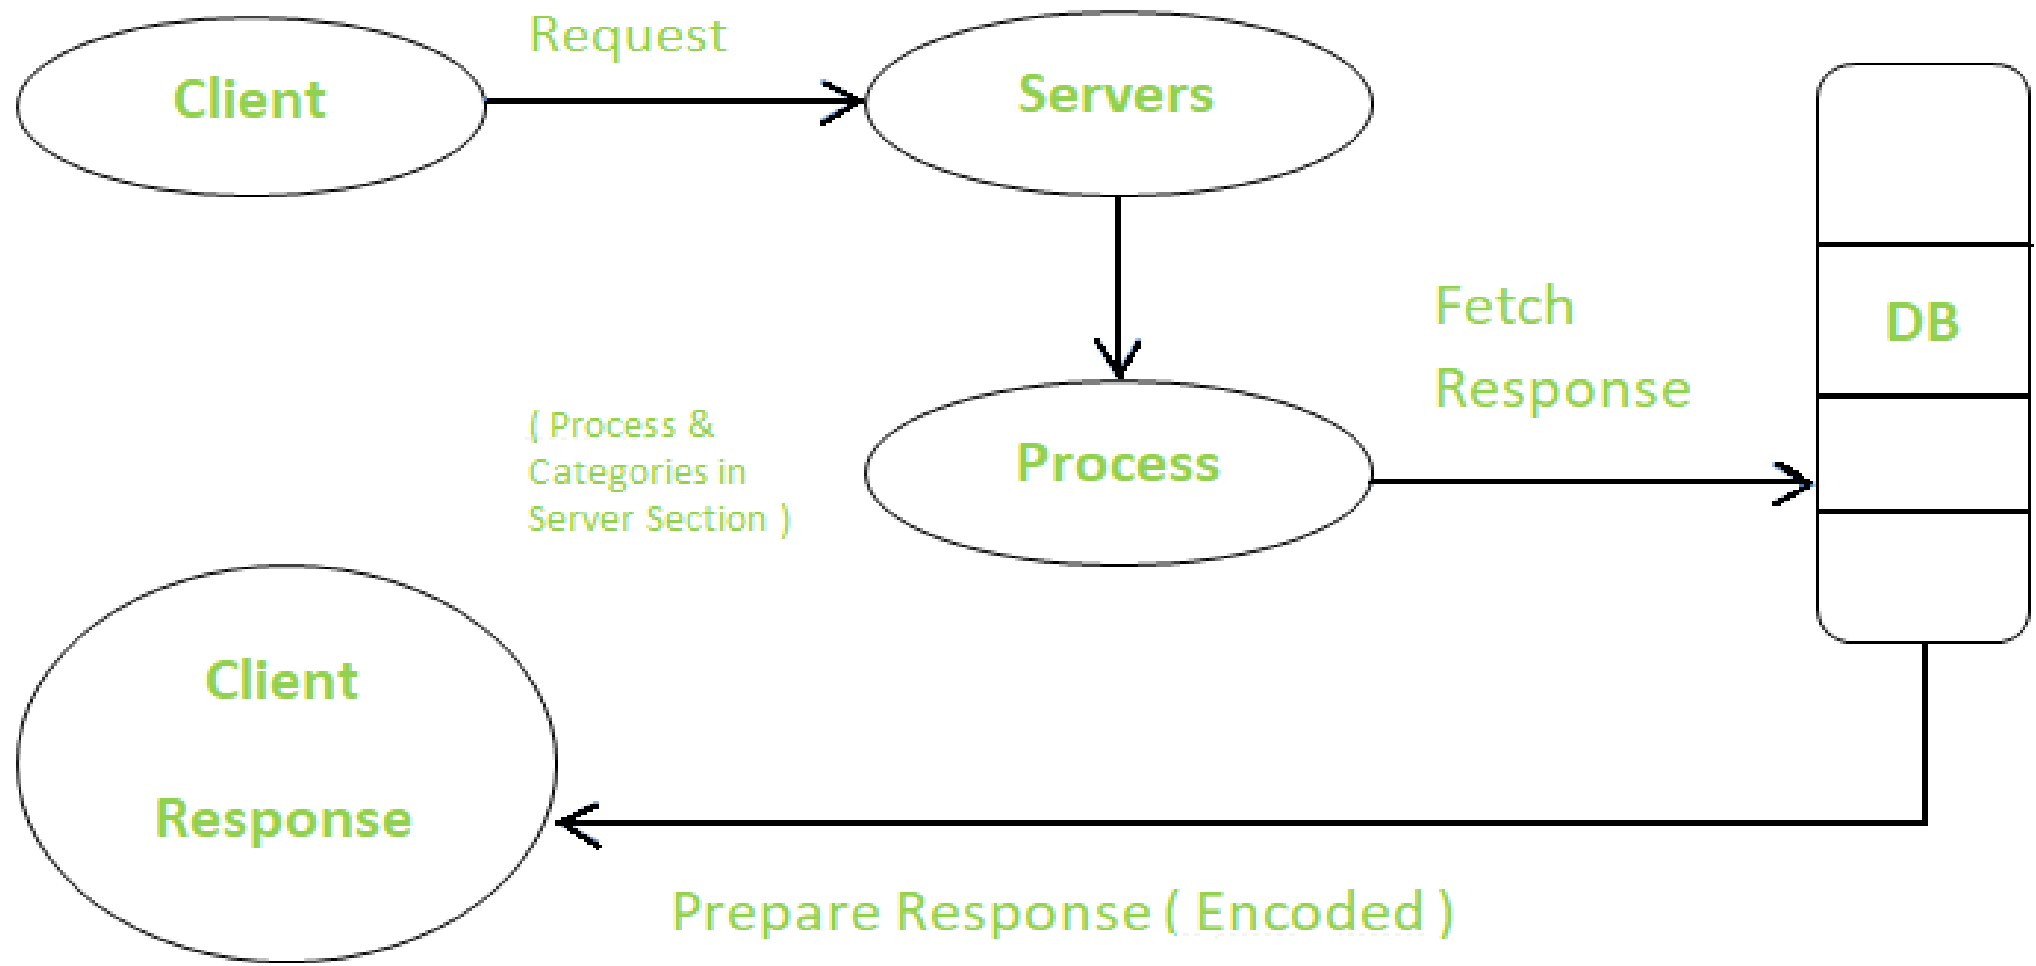 Request
Client
Servers
Fetch
Response
DB
( Process &
Categories in
Server Section )
Process
Client
Response
Prepare Response ( Encoded )